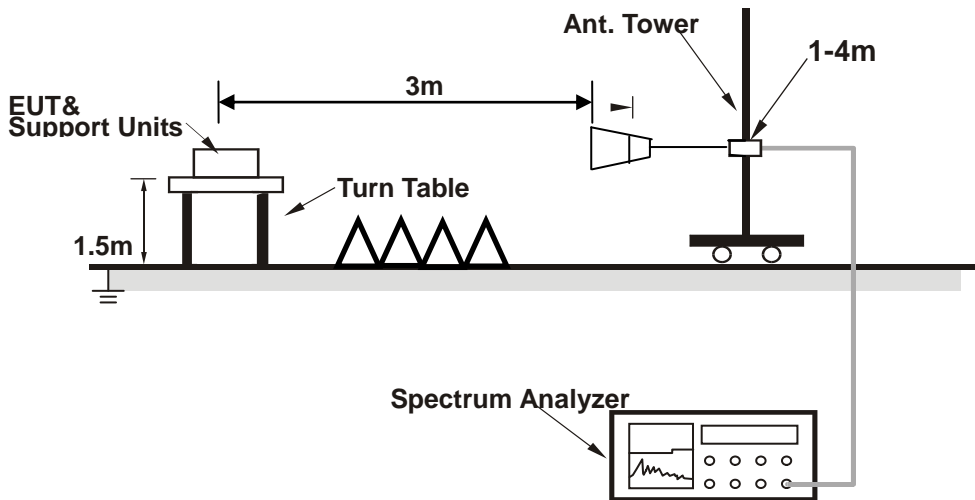 Ant. Tower
1-4m
3m
EUT&
Support Units
Turn Table
1.5m
Spectrum Analyzer